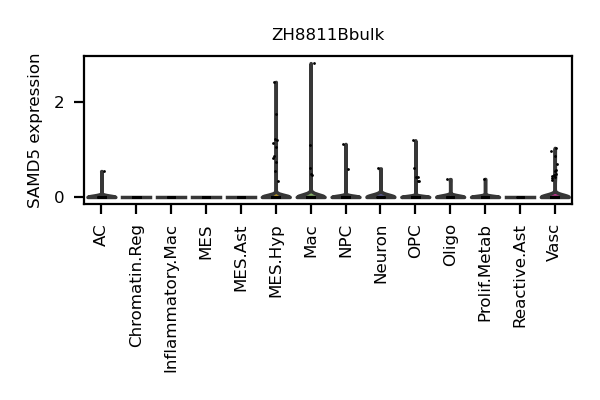 ZH8811Bbulk
SAMD5 expression
2
0
AC
Chromatin.Reg
Inflammatory.Mac
MES
MES.Ast
MES.Hyp
Mac
NPC
Neuron
OPC
Oligo
Prolif.Metab
Reactive.Ast
Vasc